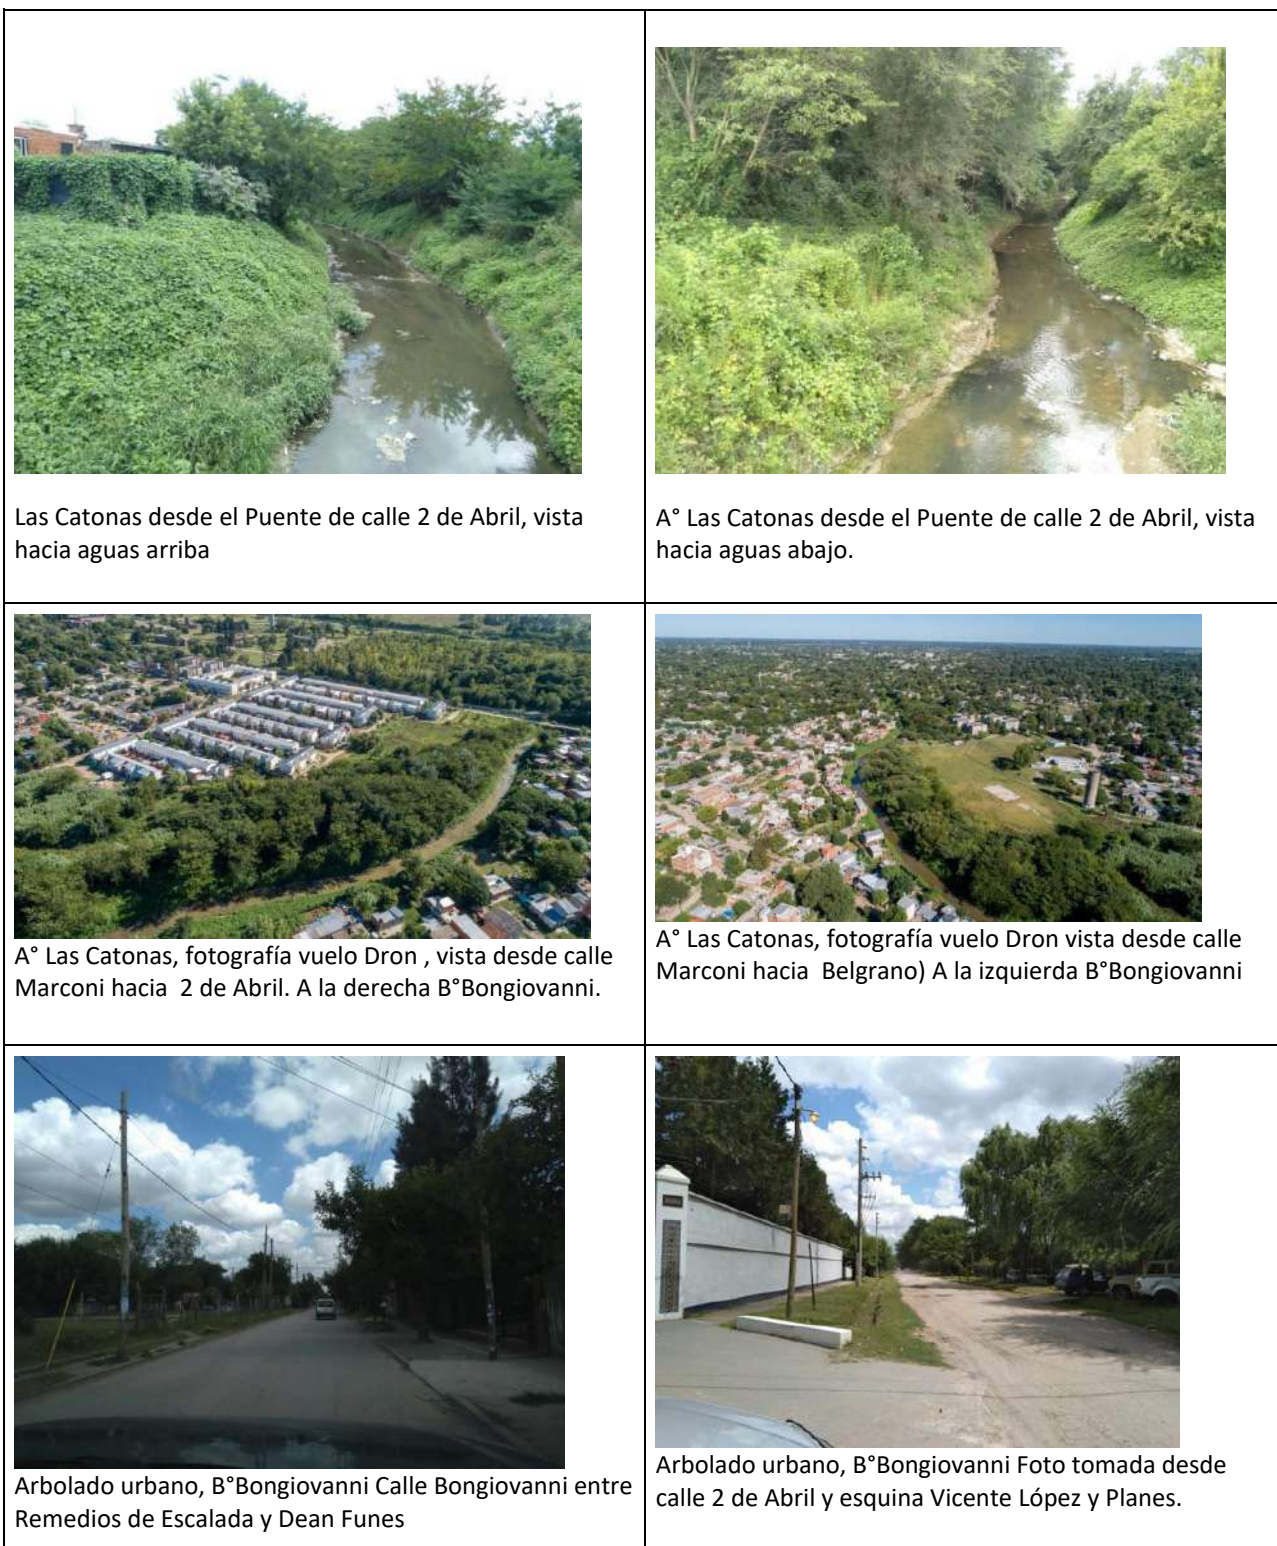 Las Catonas desde el Puente de calle 2 de Abril, vista
hacia aguas arriba
A° Las Catonas desde el Puente de calle 2 de Abril, vista
hacia aguas abajo.
A° Las Catonas, fotografía vuelo Dron , vista desde calle
Marconi hacia  2 de Abril. A la derecha B°Bongiovanni.
A° Las Catonas, fotografía vuelo Dron vista desde calle
Marconi hacia  Belgrano) A la izquierda B°Bongiovanni
Arbolado urbano, B°Bongiovanni Calle Bongiovanni entre
Remedios de Escalada y Dean Funes
Arbolado urbano, B°Bongiovanni Foto tomada desde
calle 2 de Abril y esquina Vicente López y Planes.